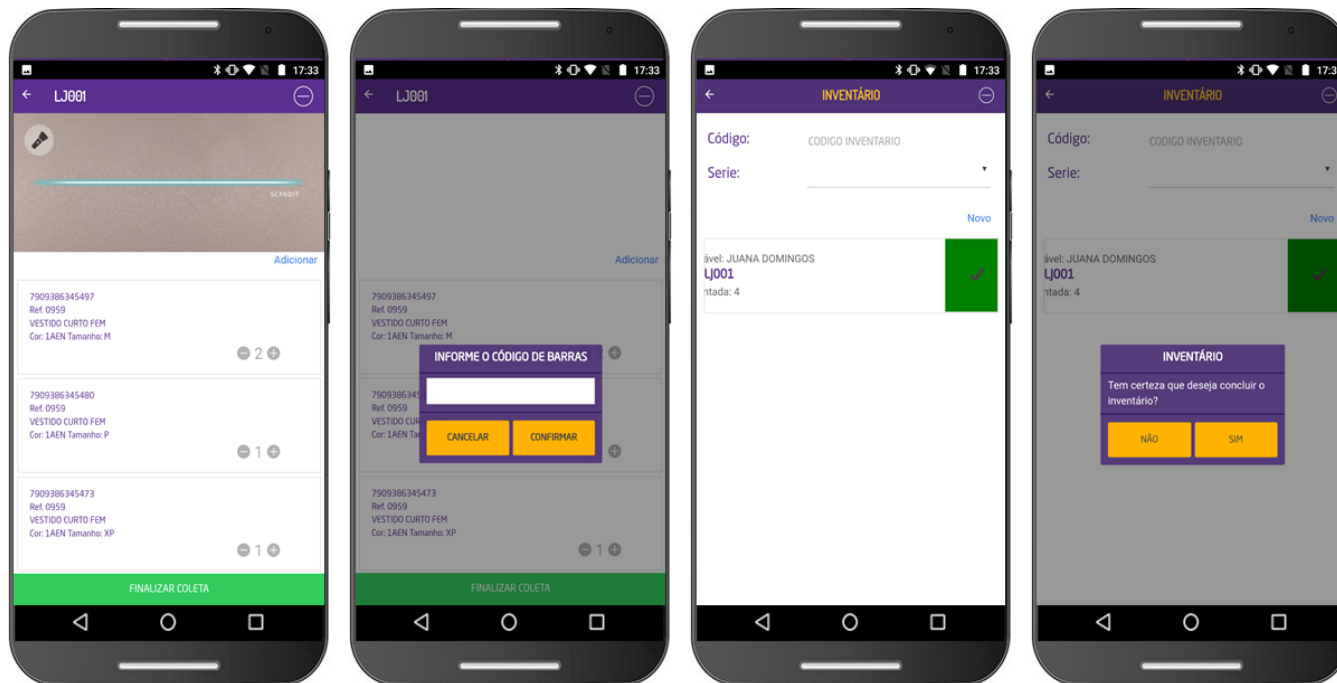 17:33
LJ001
SCANDIT
Adicionar
7909386345497
Ref. 0959
VESTIDO CURTO FEM
Cor: 1AEN Tamanho: M
2
7909386345480
Ref. 0959
VESTIDO CURTO FEM
Cor: 1AEN Tamanho: P
1
7909386345473
Ref. 0959
VESTIDO CURTO FEM
Cor: 1AEN Tamanho: XP
1
FINALIZAR COLETA
17:33
LJ001
Adicionar
7909386345497
Ref. 0959
VESTIDO CURTO FEM
Cor: 1AEN Tamanho: M
INFORME O CÓDIGO DE BARRAS
CANCELAR
CONFIRMAR
Ref. 0959
7909386345473
Ref. 0959
VESTIDO CURTO FEM
Cor: 1AEN Tamanho: XP
1
FINALIZAR COLETA
17:33
INVENTÁRIO
Código:
CODIGO INVENTARIO
Serie:
Novo
ável: JUANA DOMINGOS
LJ001
ntada: 4
17:3
INVENTÁRIO
Código:
CODIGO INVENTARIO
Serie:
Novo
ável: JUANA DOMINGOS
LJ001
ntada: 4
INVENTÁRIO
Tem certeza que deseja concluir o
inventário?
NÃO
SIM